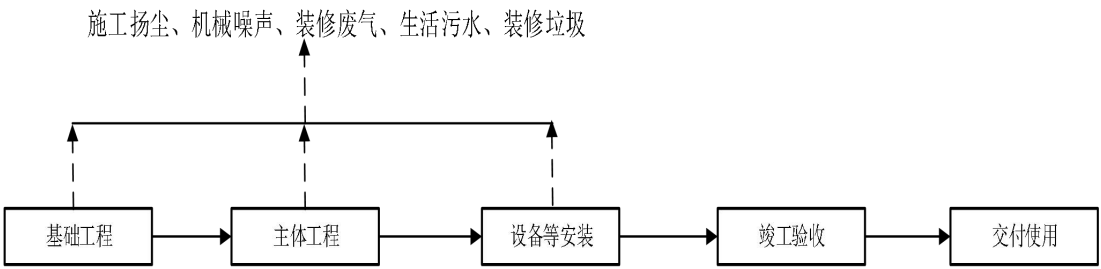 施工扬尘、机械噪声、装修废气、生活污水、装修垃圾
基础工程
主体工程
设备等安装
竣工验收
交付使用